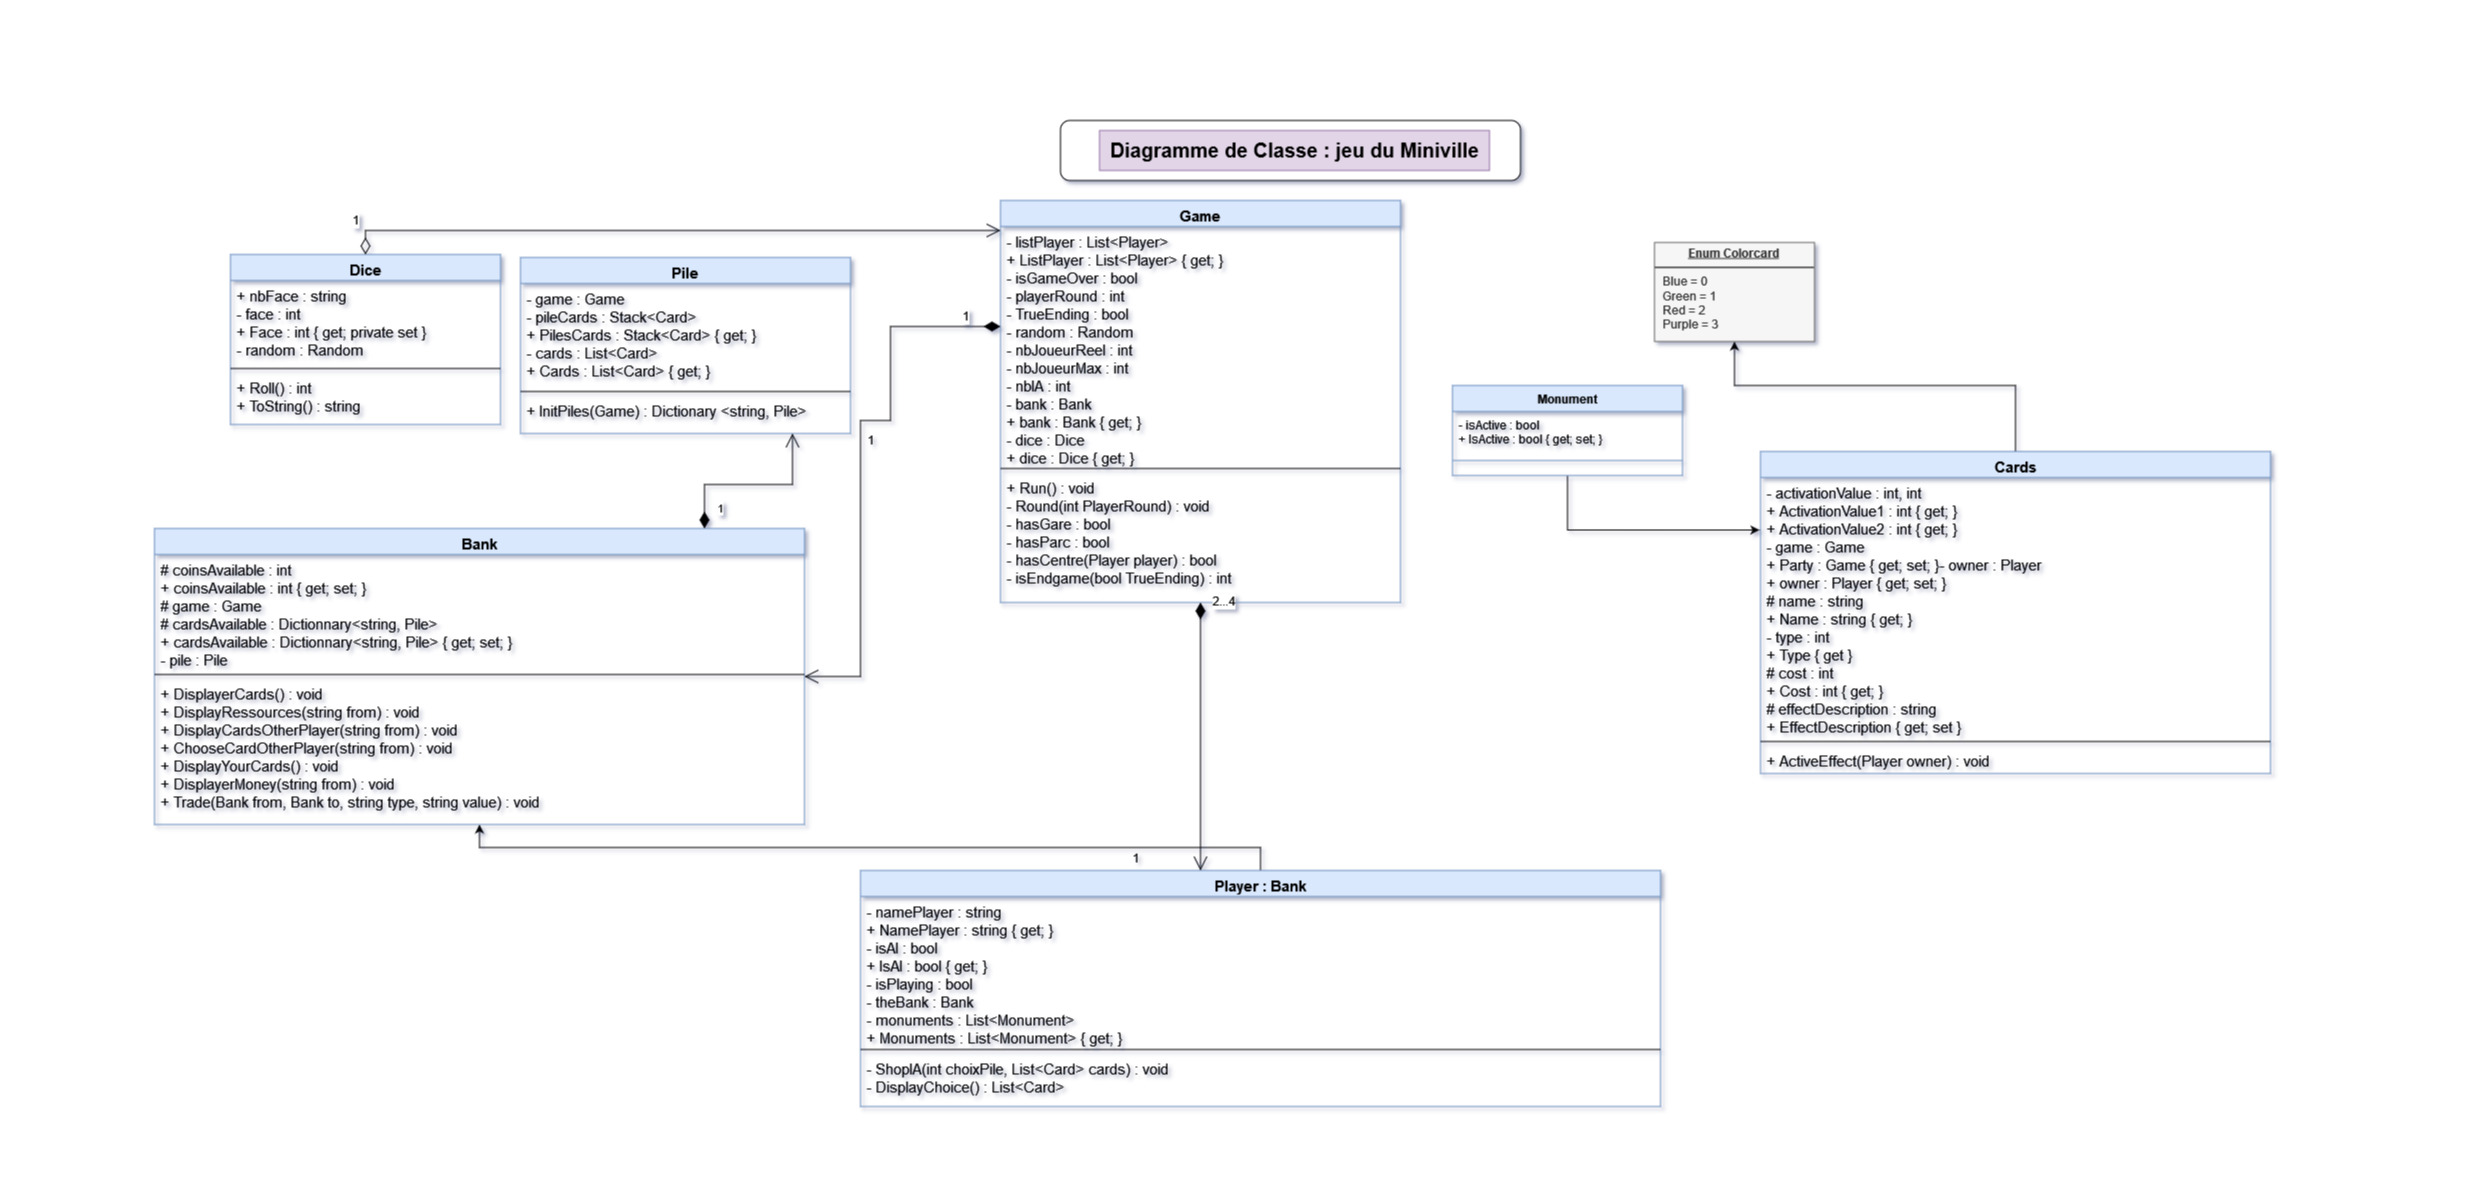 Diagramme de Classe : jeu du Miniville
1
Dice
+ nbFace : string
- face : int
+ Face : int { get; private set }
- random : Random
+ Roll() : int
+ ToString() : string
Pile
- game : Game
- pileCards : Stack<Card>
+ PilesCards : Stack<Card> { get; }
- cards : List<Card>
+ Cards : List<Card> { get; }
+ InitPiles(Game) : Dictionary <string, Pile>
1
1
Game
- listPlayer : List<Player>
+ ListPlayer : List<Player> { get; }
- isGameOver : bool
- playerRound : int
- TrueEnding : bool
- random : Random
- nbJoueurReel : int
- nbJoueurMax : int
- nbIA : int
- bank : Bank
+ bank : Bank { get; }
- dice : Dice
+ dice : Dice { get; }
+ Run() : void
- Round(int PlayerRound) : void
- hasGare : bool
- hasParc : bool
- hasCentre(Player player) : bool
- isEndgame(bool TrueEnding) : int
2...4
Enum Colorcard
Blue = 0
Green = 1
Red = 2
Purple = 3
Monument
- isActive : bool
+ IsActive : bool { get; set; }
Cards
- activationValue : int, int
+ ActivationValue1 : int { get; }
+ ActivationValue2 : int { get; }
- game : Game
+ Party : Game { get; set; }- owner : Player
+ owner : Player { get; set; }
# name : string
+ Name : string { get; }
- type : int
+ Type { get }
# cost : int
+ Cost : int { get; }
# effectDescription : string
+ EffectDescription { get; set }
+ ActiveEffect(Player owner) : void
1
Bank
# coinsAvailable : int
+ coinsAvailable : int { get; set; }
# game : Game
# cardsAvailable : Dictionnary<string, Pile>
+ cardsAvailable : Dictionnary<string, Pile> { get; set; }
- pile : Pile
+ DisplayerCards() : void
+ DisplayRessources(string from) : void
+ DisplayCardsOtherPlayer(string from) : void
+ ChooseCardOtherPlayer(string from) : void
+ DisplayYourCards() : void
+ DisplayerMoney(string from) : void
+ Trade(Bank from, Bank to, string type, string value) : void
1
Player : Bank
- namePlayer : string
+ NamePlayer : string { get; }
- isAI : bool
+ IsAI : bool { get; }
- isPlaying : bool
- theBank : Bank
- monuments : List<Monument>
+ Monuments : List<Monument> { get; }
- ShopIA(int choixPile, List<Card> cards) : void
- DisplayChoice() : List<Card>